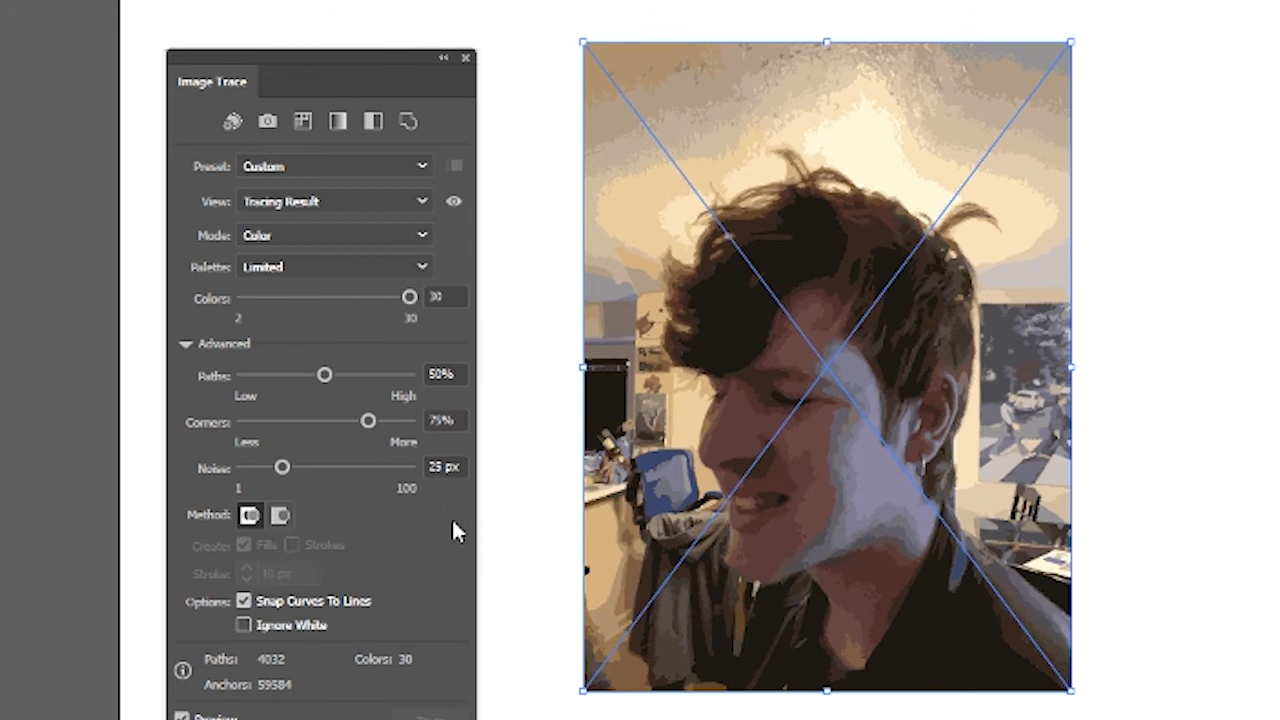 Image Trace
Preset: Custom
View: Tracing Result
Mode: Color
Palette: Limited
Colors: 30
2 30
Advanced
Paths: 50%
Low High
Corners: 75%
Less More
Noise: 25 px
1 100
Method:
Create: Fills Strokes
Stroke: 10 px
Options: Snap Curves To Lines
Ignore White
Paths: 4032 Colors: 30
Anchors: 59584
Preview